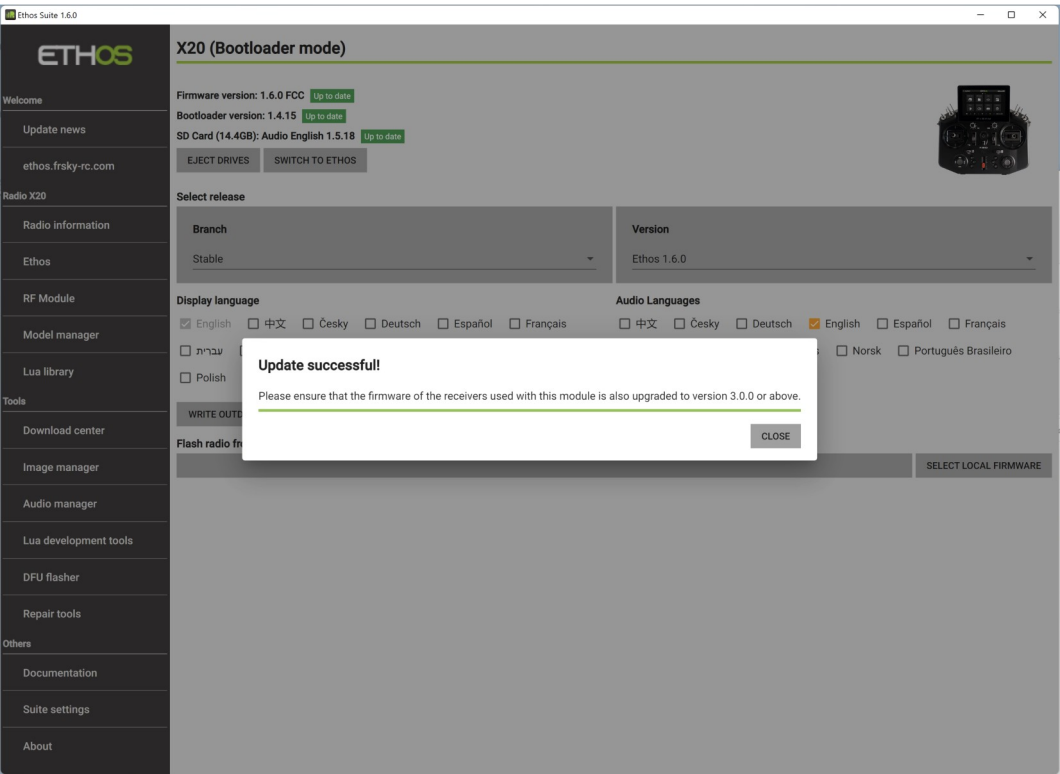 Ethos Suite 1.6.0
ETHOS
Welcome
Update news
ethos.frsky-rc.com
Radio X20
Radio information
Ethos
RF Module
Model manager
Lua library
Tools
Download center
Image manager
Audio manager
Lua development tools
DFU flasher
Repair tools
Others
Documentation
Suite settings
About
X20 (Bootloader mode)
Firmware version: 1.6.0 FCC Up to date
Bootloader version: 1.4.15 Up to date
SD Card (14.4GB): Audio English 1.5.18 Up to date
EJECT DRIVES SWITCH TO ETHOS
Select release
Branch
Stable
Version
Ethos 1.6.0
Display language
English 中文 Česky Deutsch Español Français
עברית
Polish
Audio Languages
中文 Česky Deutsch English Español Français
Norsk Português Brasileiro
WRITE OUTD
Flash radio fr
SELECT LOCAL FIRMWARE
Update successful!
Please ensure that the firmware of the receivers used with this module is also upgraded to version 3.0.0 or above.
CLOSE